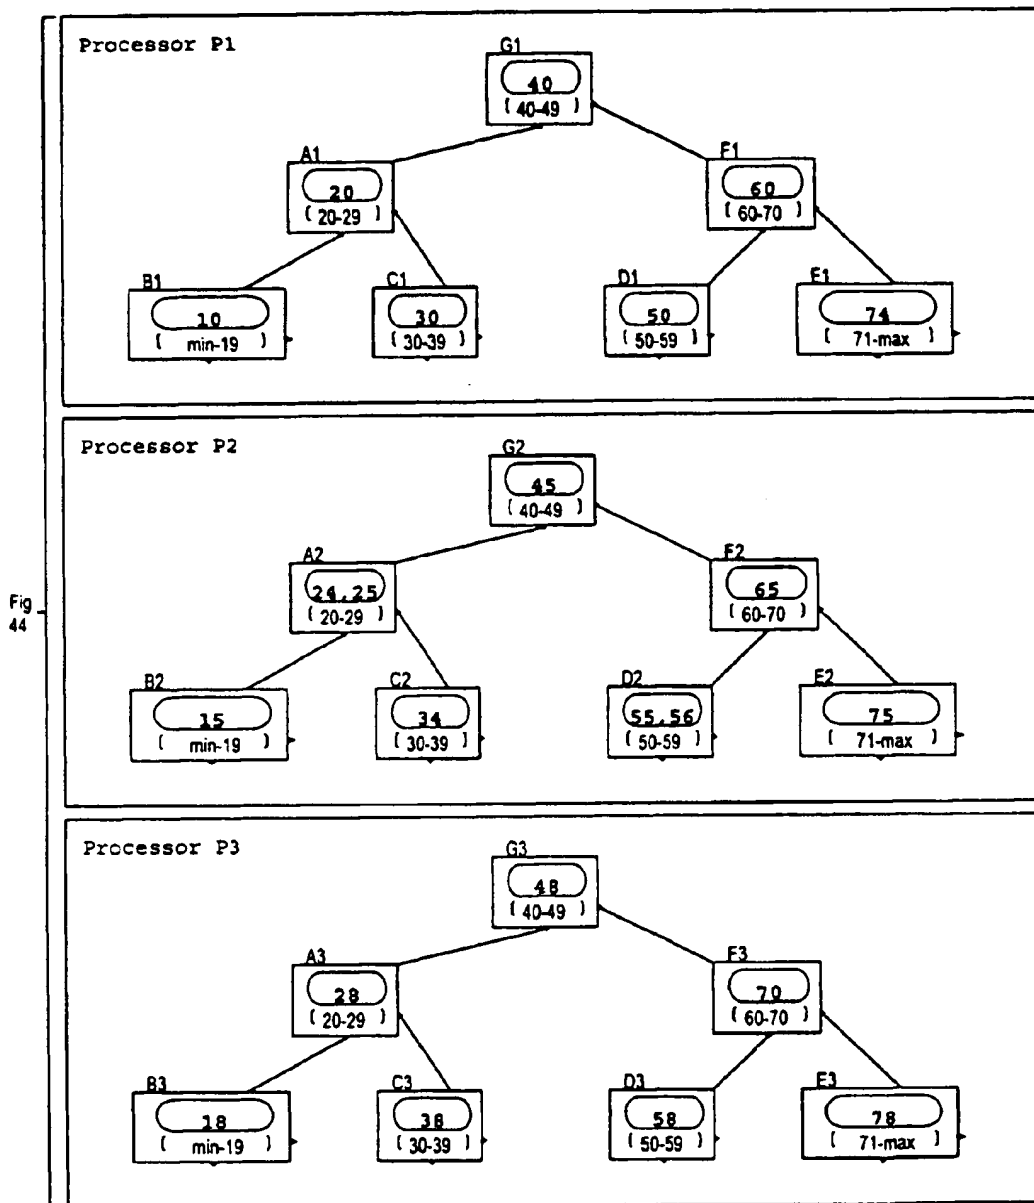 Processor P1
G1
40
( 40-49 )
A1
20
( 20-29 )
F1
60
( 60-70 )
B1
10
( min-19 )
C1
30
( 30-39 )
D1
50
( 50-59 )
E1
74
( 71-max )
Processor P2
G2
45
( 40-49 )
A2
24,25
( 20-29 )
F2
65
( 60-70 )
Fig
44
B2
15
( min-19 )
C2
34
( 30-39 )
D2
55,56
( 50-59 )
E2
75
( 71-max )
Processor P3
G3
48
( 40-49 )
A3
28
( 20-29 )
F3
70
( 60-70 )
B3
18
( min-19 )
C3
38
( 30-39 )
D3
58
( 50-59 )
E3
78
( 71-max )